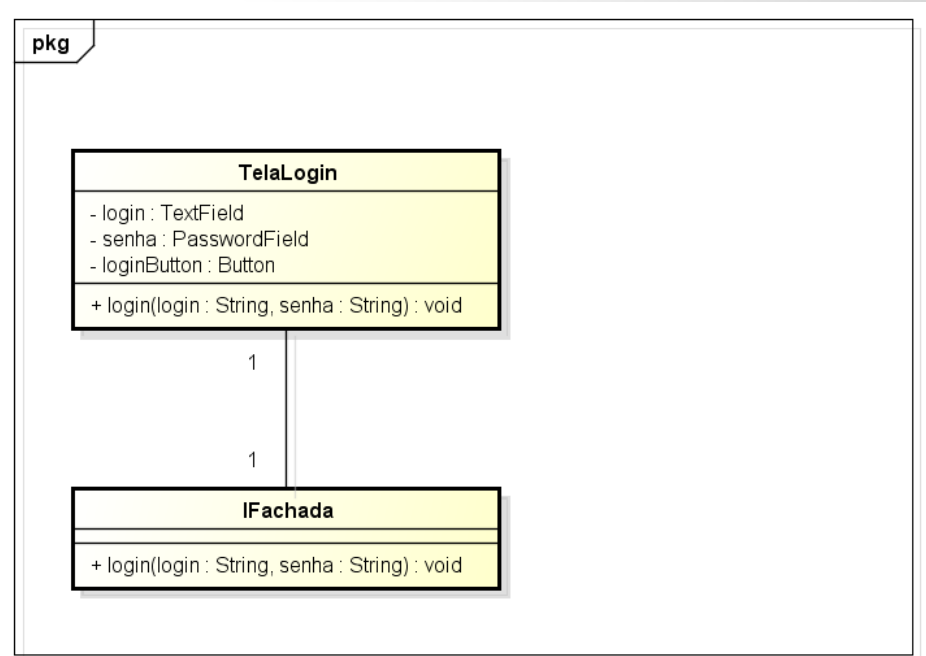 pkg
TelaLogin
- login : TextField
- senha : PasswordField
- loginButton : Button
+ login(login : String, senha : String) : void
1
1
IFachada
+ login(login : String, senha : String) : void